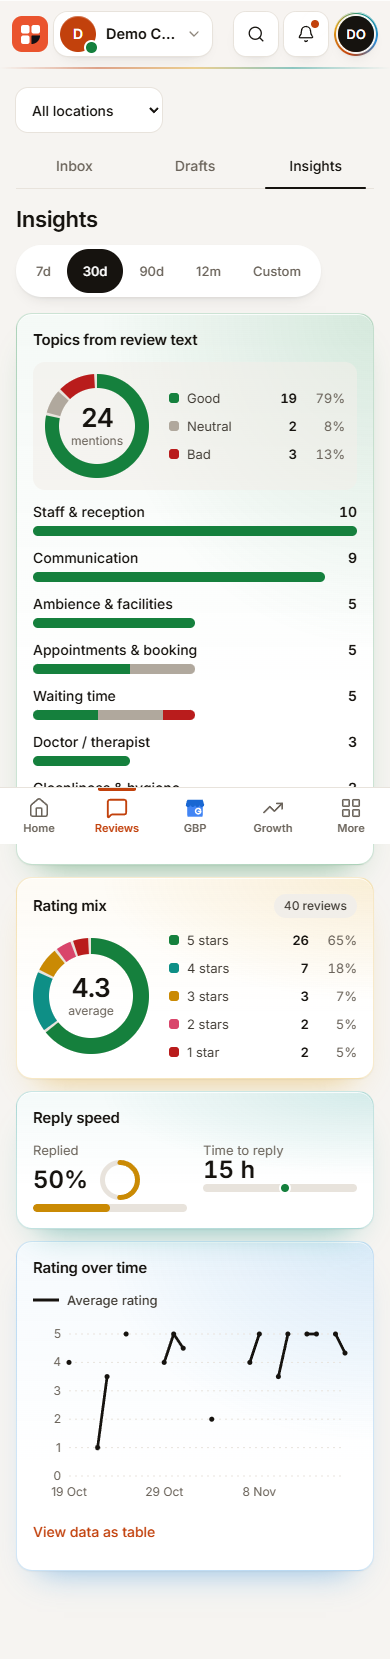 D
Demo C...
DO
All locations
Inbox
Drafts
Insights
Insights
7d
30d
90d
12m
Custom
Topics from review text
24
mentions
Good 19 79%
Neutral 2 8%
Bad 3 13%
Staff & reception 10
Communication 9
Ambience & facilities 5
Appointments & booking 5
Waiting time 5
Doctor / therapist 3
Home
Reviews
GBP
Growth
More
Rating mix
40 reviews
4.3
average
5 stars 26 65%
4 stars 7 18%
3 stars 3 7%
2 stars 2 5%
1 star 2 5%
Reply speed
Replied
50%
Time to reply
15 h
Rating over time
Average rating
5
4
3
2
1
0
19 Oct
29 Oct
8 Nov
View data as table